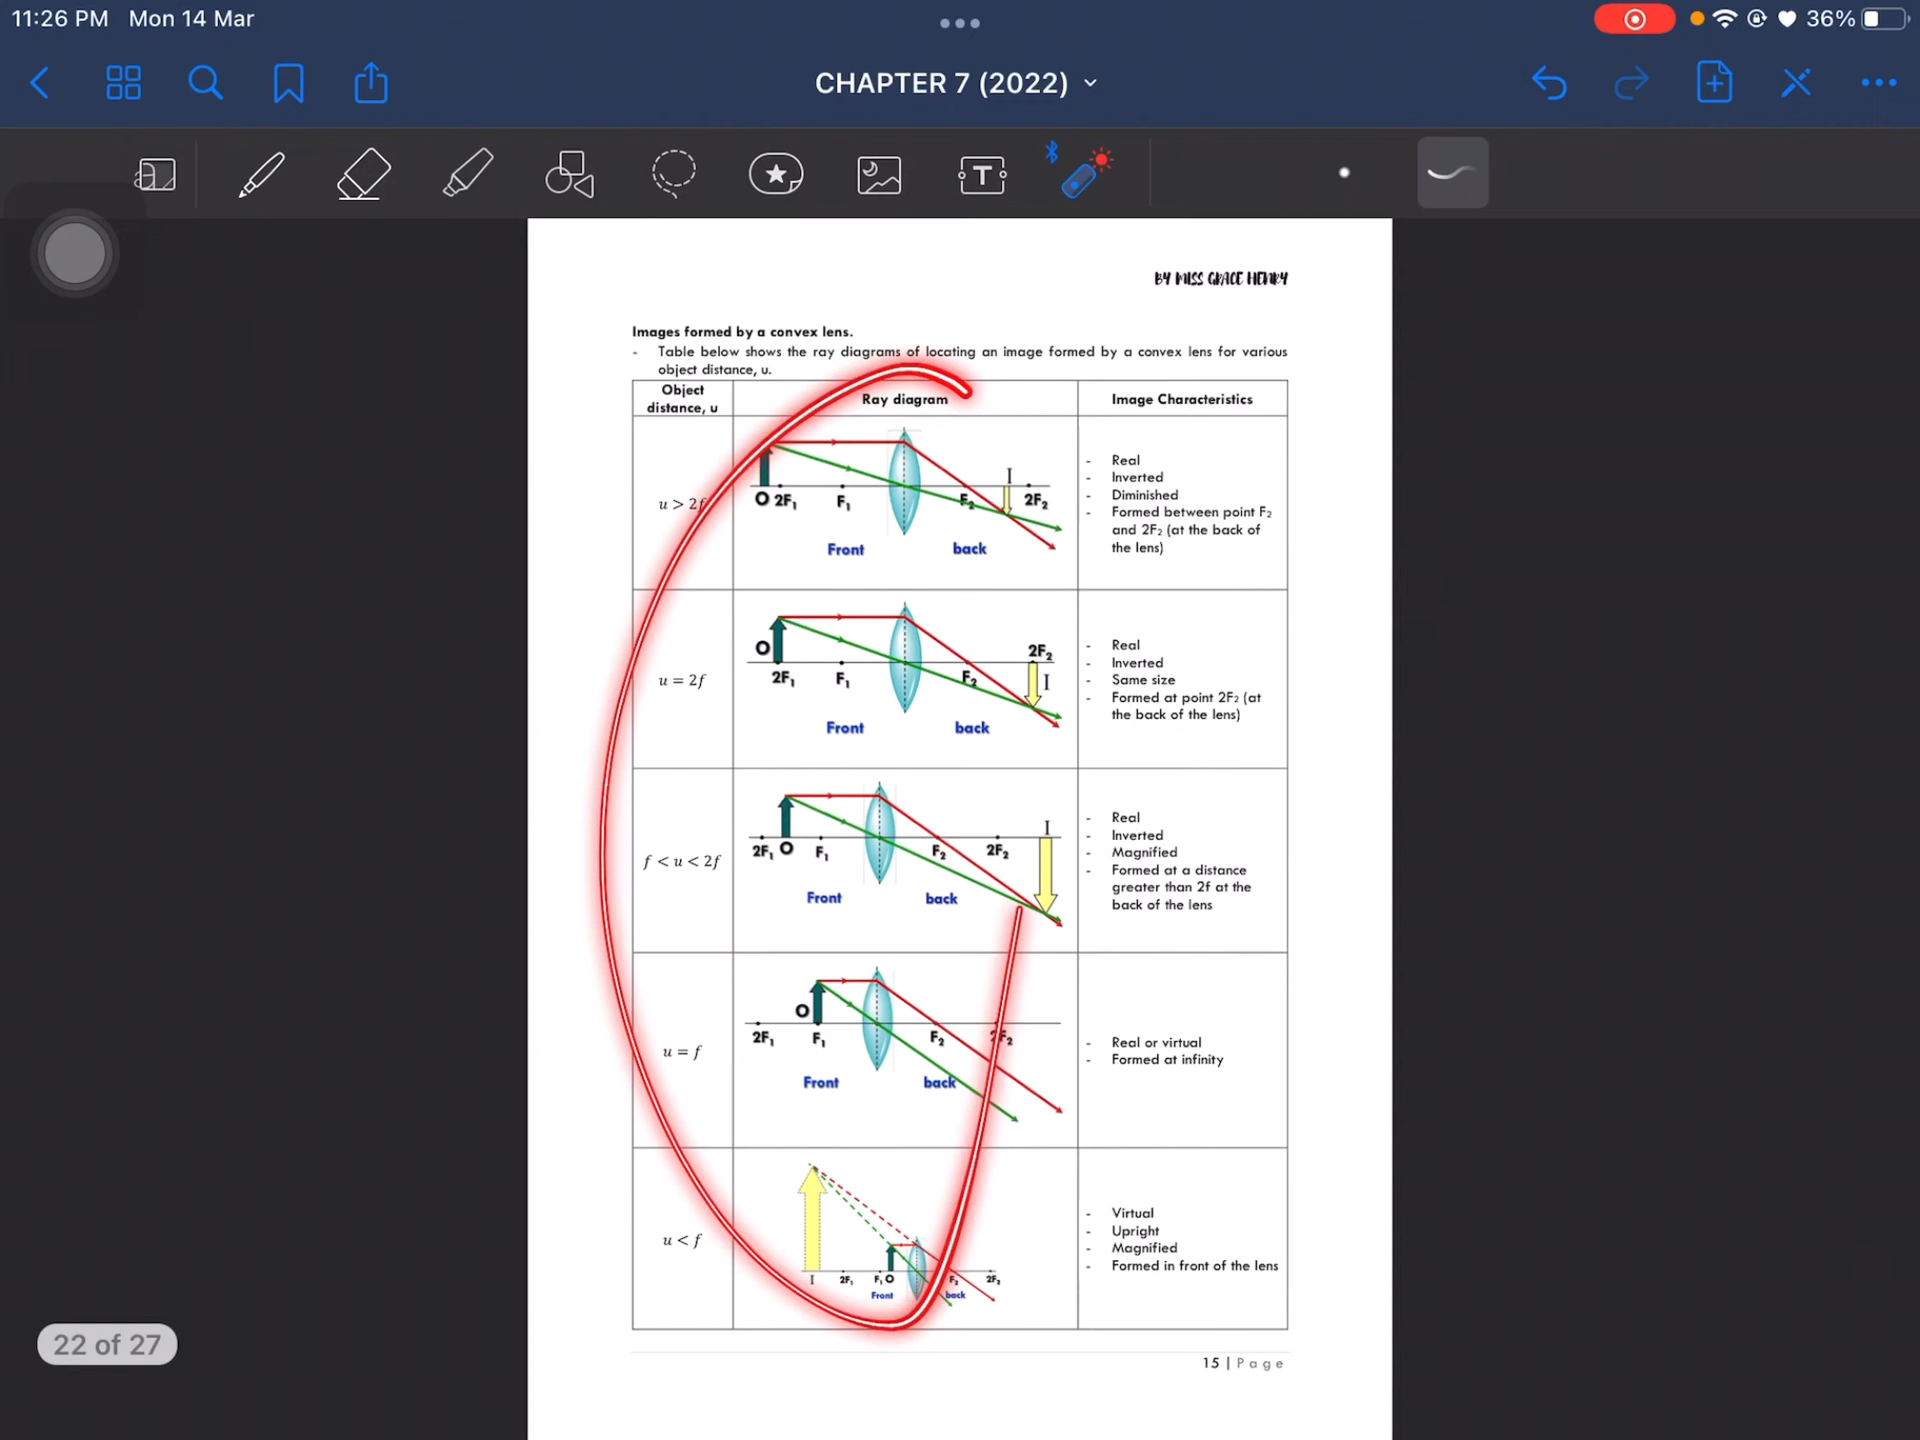 11:26 PM Mon 14 Mar
36%
CHAPTER 7 (2022)
BY MISS GRACE HENRY
Images formed by a convex lens.
- Table below shows the ray diagrams of locating an image formed by a convex lens for various
object distance, u.
Object
distance, u
Ray diagram
Image Characteristics
u > 2f
O 2F₁ F₁ F₂ I 2F₂
Front back
- Real
- Inverted
- Diminished
- Formed between point F₂
and 2F₂ (at the back of
the lens)
u = 2f
O 2F₁ F₁ F₂ 2F₂ I
Front back
- Real
- Inverted
- Same size
- Formed at point 2F₂ (at
the back of the lens)
f < u < 2f
2F₁ O F₁ F₂ 2F₂ I
Front back
- Real
- Inverted
- Magnified
- Formed at a distance
greater than 2f at the
back of the lens
u = f
O
2F₁ F₁ F₂ 2F₂
Front back
- Real or virtual
- Formed at infinity
u < f
I 2F₁ F₁ O F₂ 2F₂
Front back
- Virtual
- Upright
- Magnified
- Formed in front of the lens
22 of 27
15 | Page